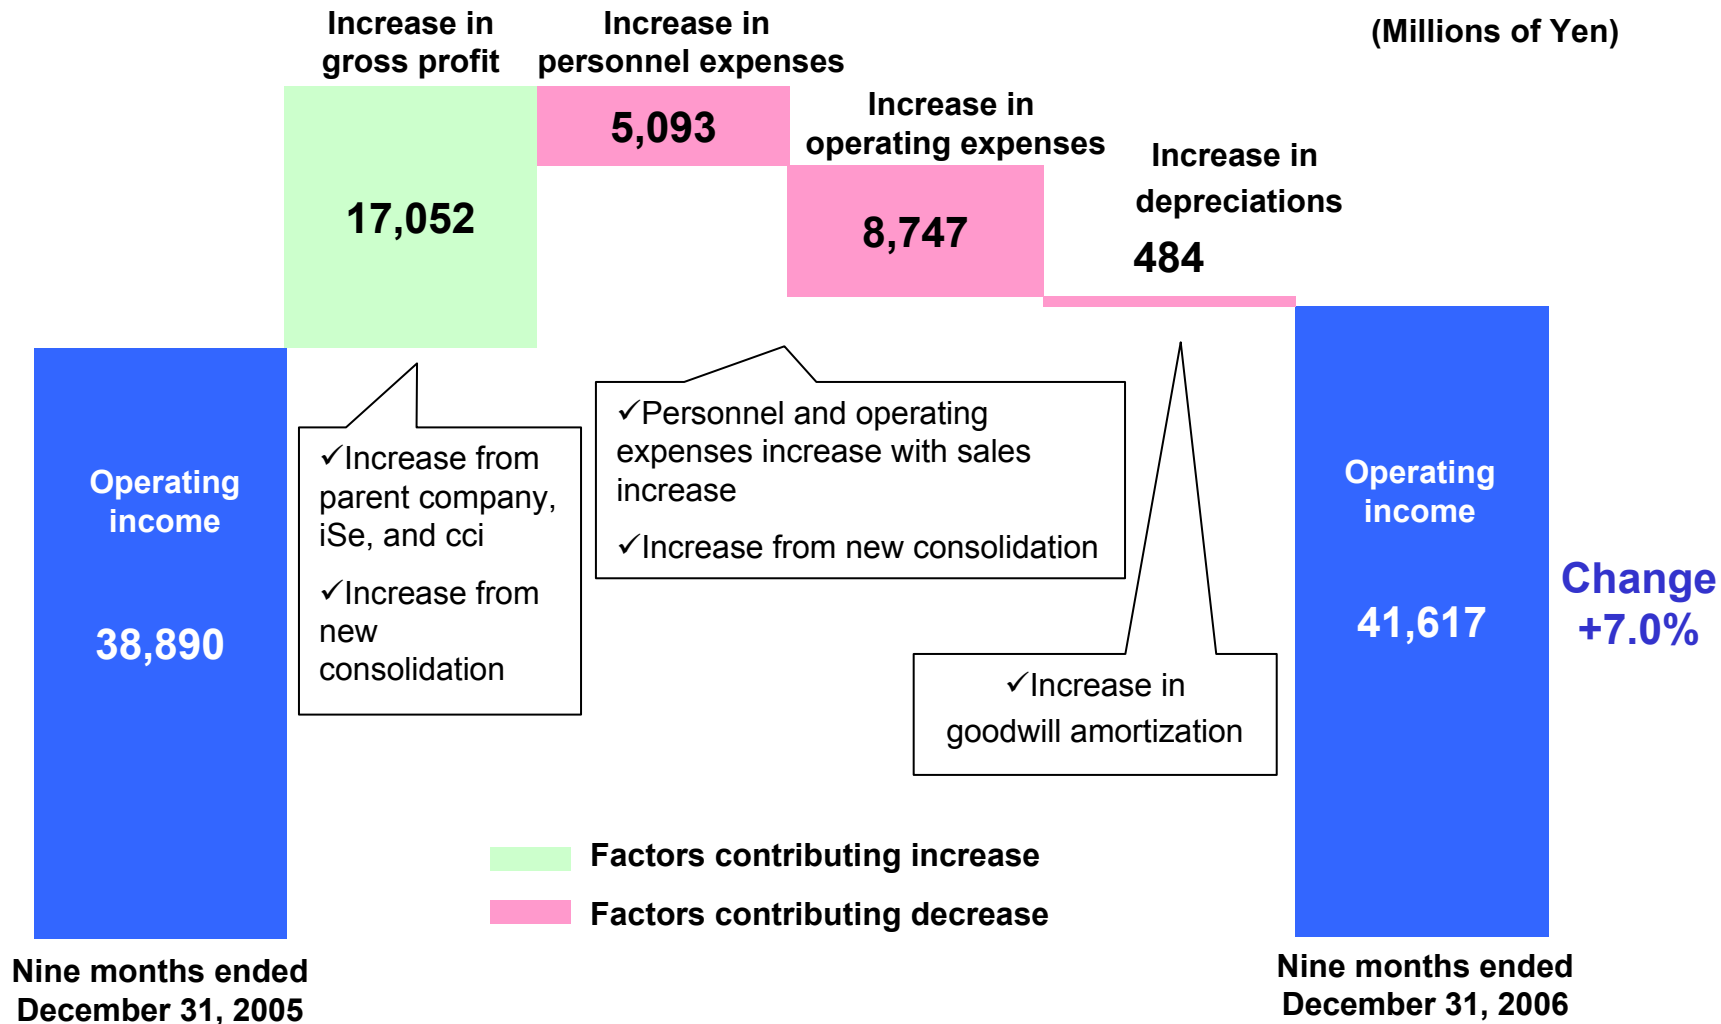 (Millions of Yen)
Increase in
gross profit
17,052
Increase in
personnel expenses
5,093
Increase in
operating expenses
8,747
Increase in
depreciations
484
Operating
income
38,890
✓Increase from
parent company,
iSe, and cci
✓Increase from
new
consolidation
✓Personnel and operating
expenses increase with sales
increase
✓Increase from new consolidation
✓Increase in
goodwill amortization
Operating
income
41,617
Change
+7.0%
Factors contributing increase
Factors contributing decrease
Nine months ended
December 31, 2005
Nine months ended
December 31, 2006